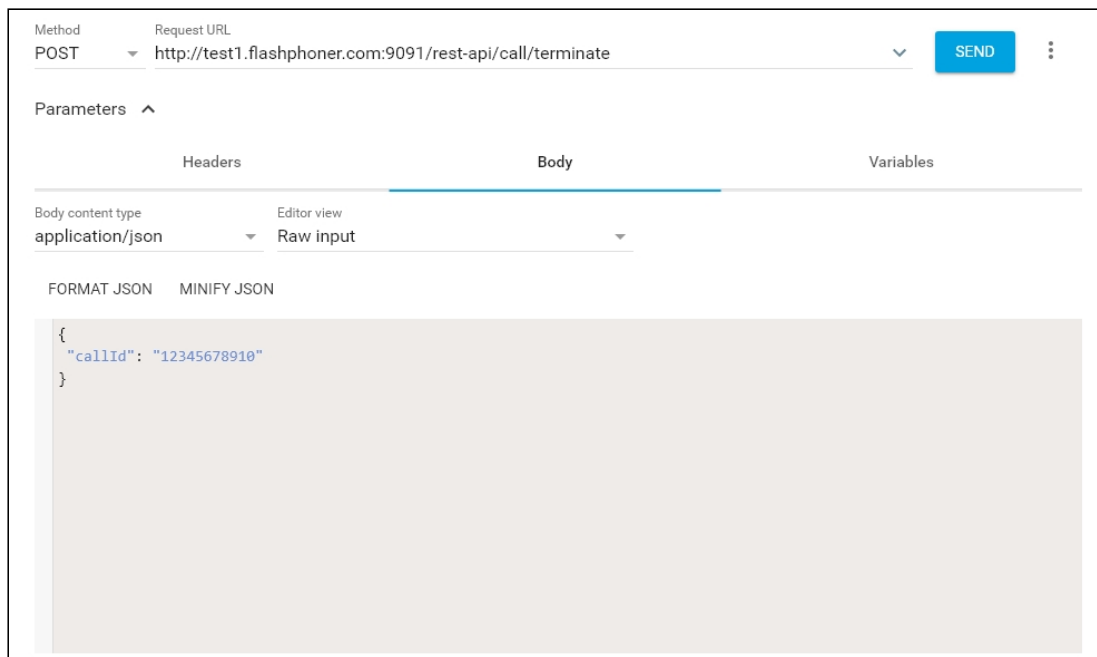 Method Request URL
POST http://test1.flashphoner.com:9091/rest-api/call/terminate SEND
Parameters
Headers Body Variables
Body content type Editor view
application/json Raw input
FORMAT JSON MINIFY JSON
{
"callId": "12345678910"
}